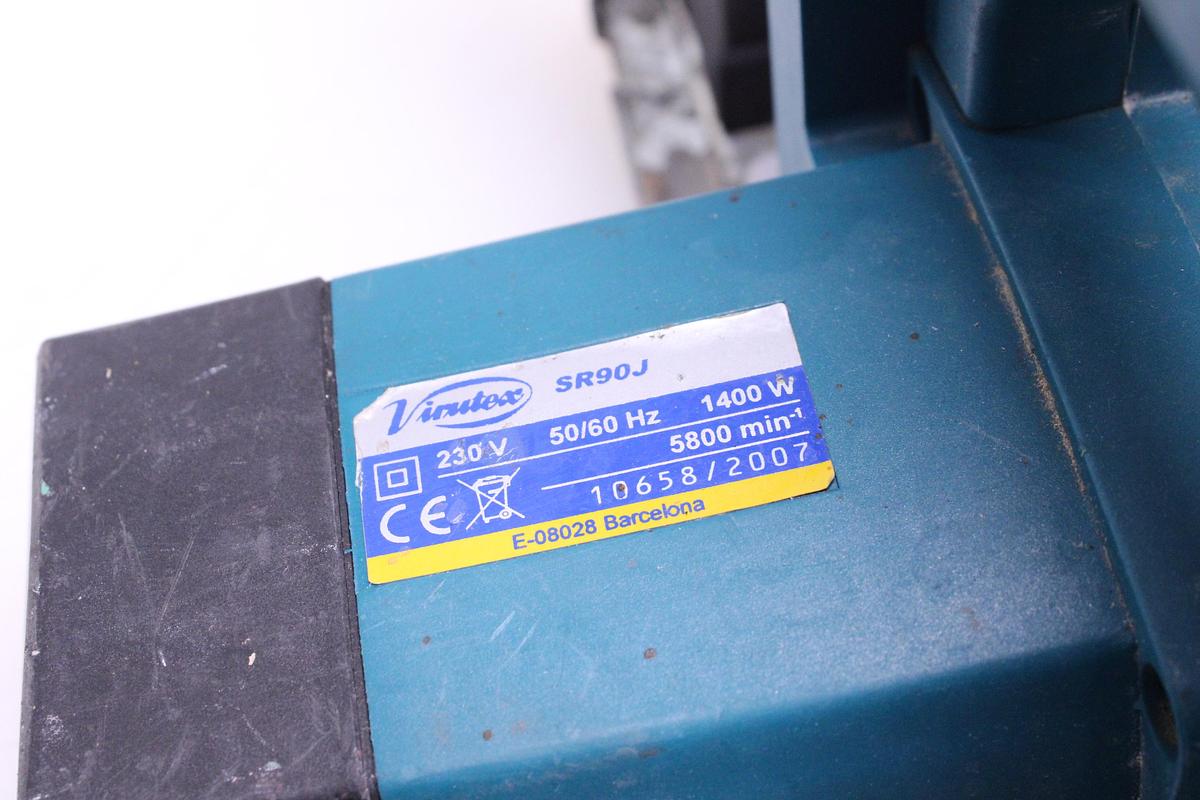 Virutex SR90J
230 V 50/60 Hz 1400 W
5800 min-1
CE 10658/2007
E-08028 Barcelona